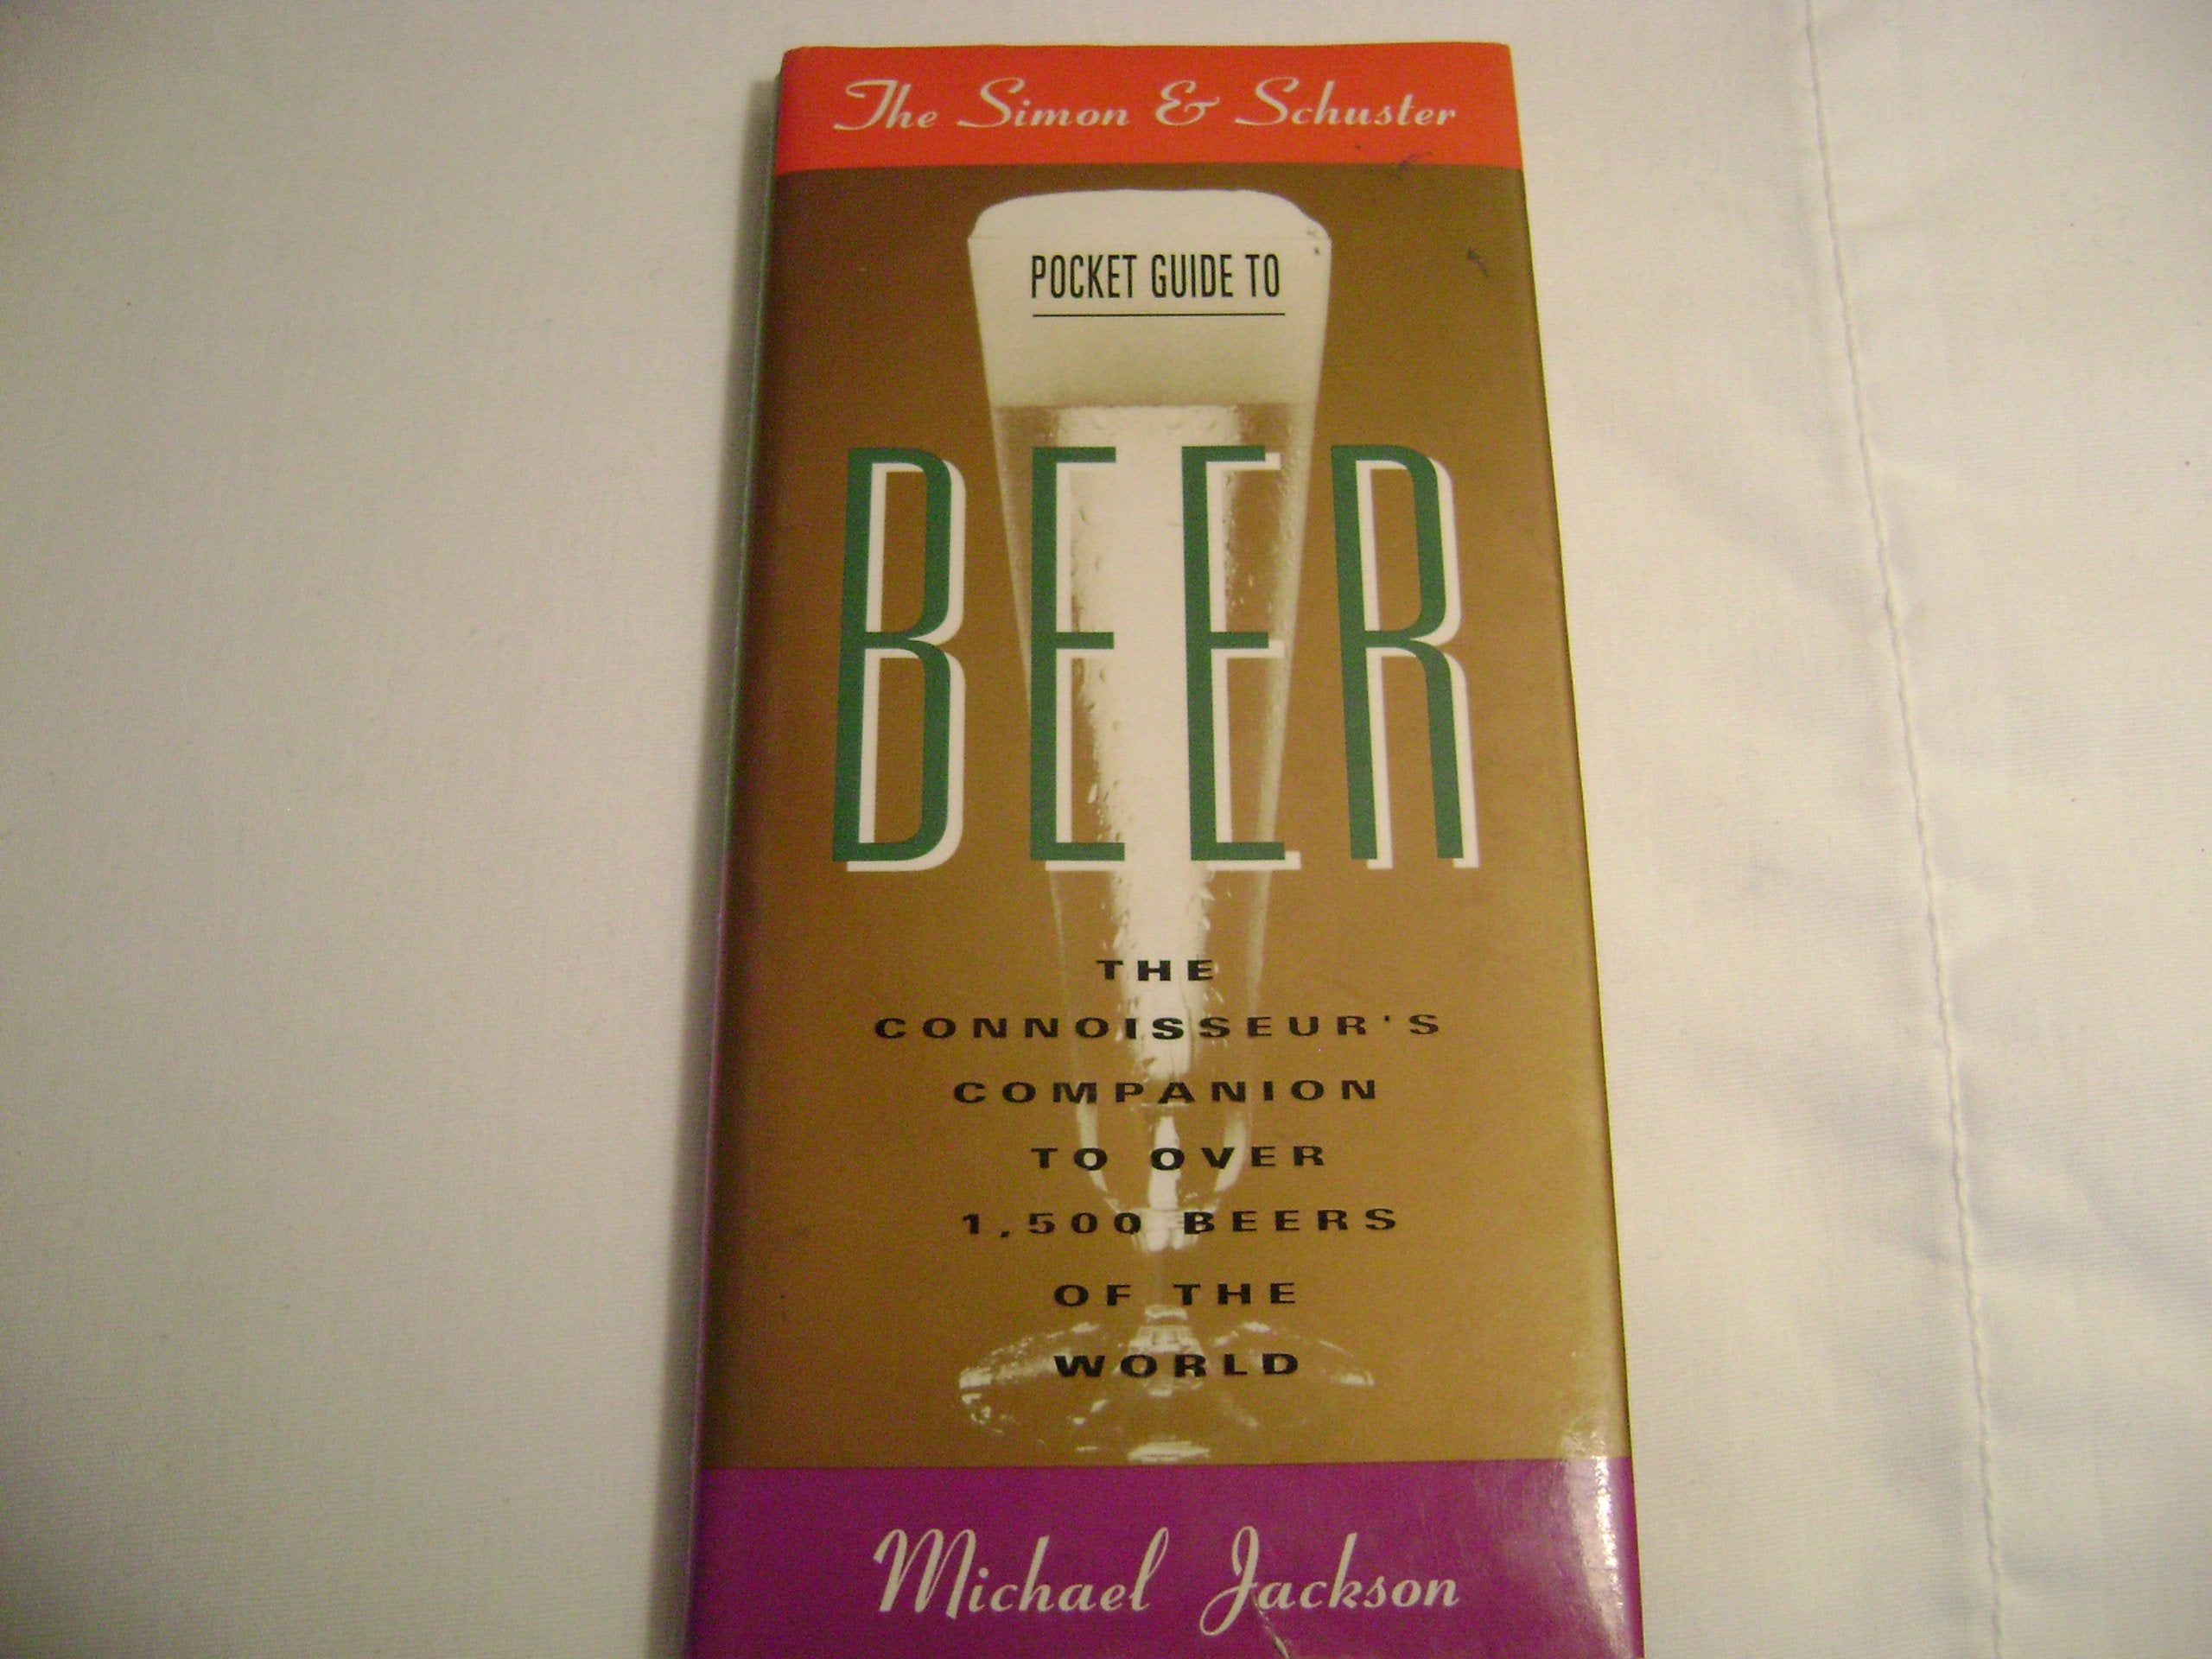 The Simon & Schuster
POCKET GUIDE TO
BEER
THE
CONNOISSEUR'S
COMPANION
TO OVER
1,500 BEERS
OF THE
WORLD
Michael Jackson